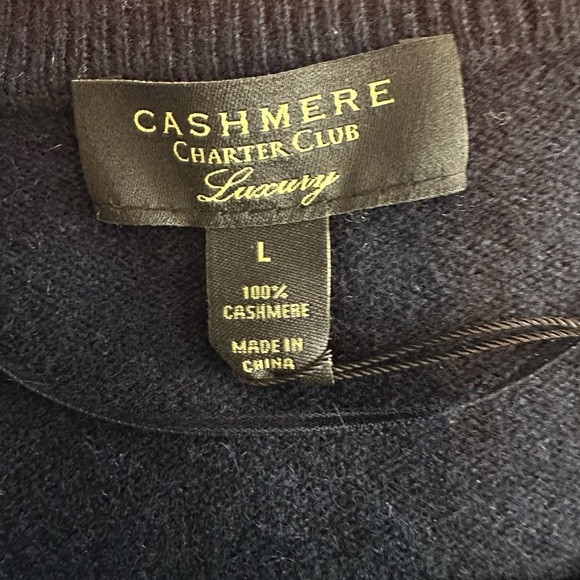 CASHMERE
CHARTER CLUB
Luxury
L
100%
CASHMERE
MADE IN
CHINA